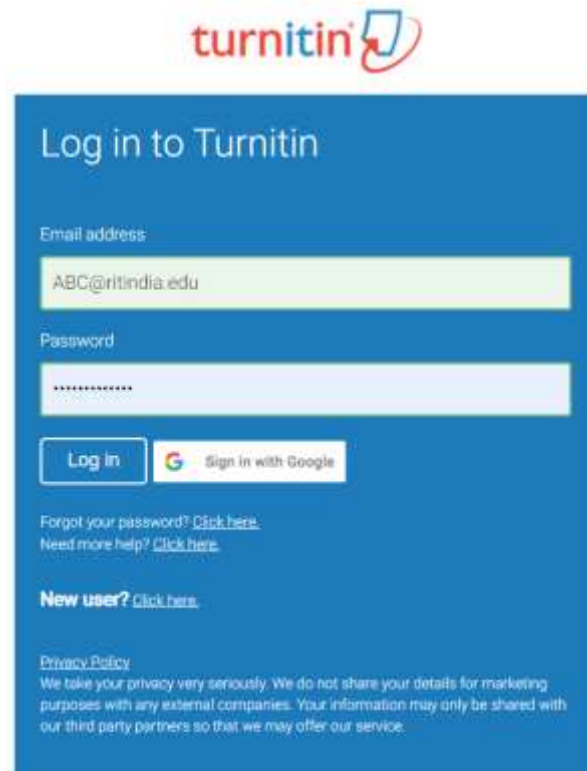 turnitin
Log in to Turnitin
Email address
ABC@ritindia.edu
Password
Log in
Sign in with Google
Forgot your password? Click here.
Need more help? Click here.
New user? Click here.
Privacy Policy
We take your privacy very seriously. We do not share your details for marketing
purposes with any external companies. Your information may only be shared with
our third party partners so that we may offer our service.